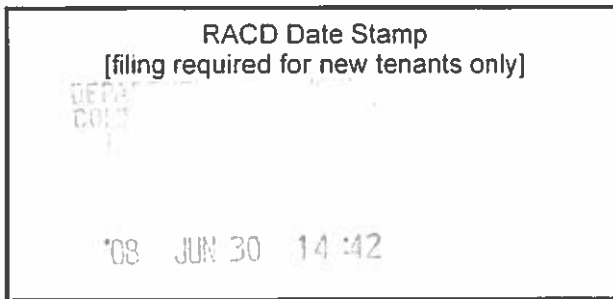 RACD Date Stamp
[filing required for new tenants only]
'08 JUN 30 14:42